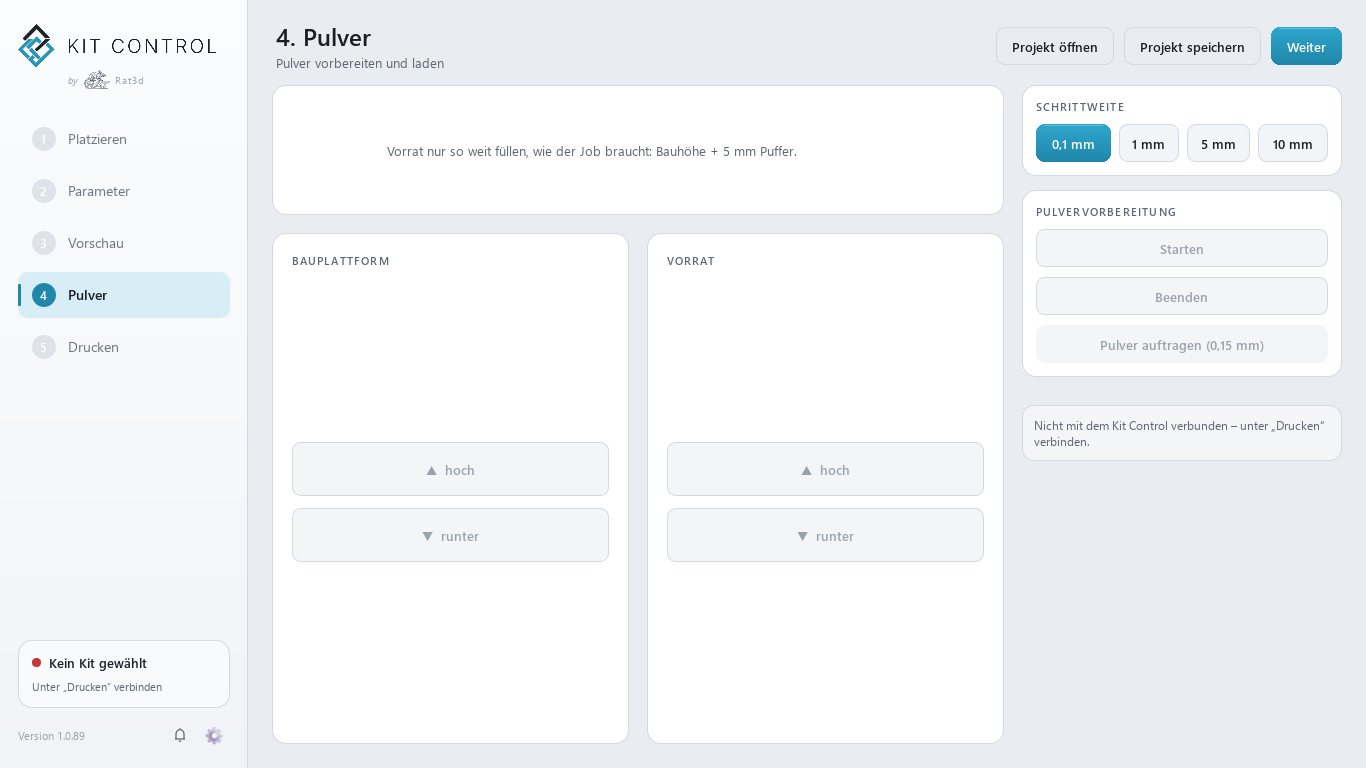 KIT CONTROL
by Rat3d
1 Platzieren
2 Parameter
3 Vorschau
4 Pulver
5 Drucken
Kein Kit gewählt
Unter „Drucken“ verbinden
Version 1.0.89
4. Pulver
Pulver vorbereiten und laden
Projekt öffnen
Projekt speichern
Weiter
Vorrat nur so weit füllen, wie der Job braucht: Bauhöhe + 5 mm Puffer.
BAUPLATTFORM
▲ hoch
▼ runter
VORRAT
▲ hoch
▼ runter
SCHRITTWEITE
0,1 mm
1 mm
5 mm
10 mm
PULVERVORBEREITUNG
Starten
Beenden
Pulver auftragen (0,15 mm)
Nicht mit dem Kit Control verbunden – unter „Drucken“
verbinden.